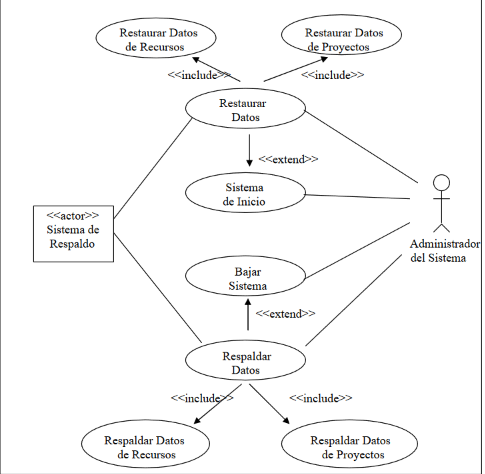 Restaurar Datos
de Recursos
Restaurar Datos
de Proyectos
<<include>>
<<include>>
Restaurar
Datos
<<extend>>
Sistema
de Inicio
<<actor>>
Sistema de
Respaldo
Administrador
del Sistema
Bajar
Sistema
<<extend>>
Respaldar
Datos
<<include>>
<<include>>
Respaldar Datos
de Recursos
Respaldar Datos
de Proyectos